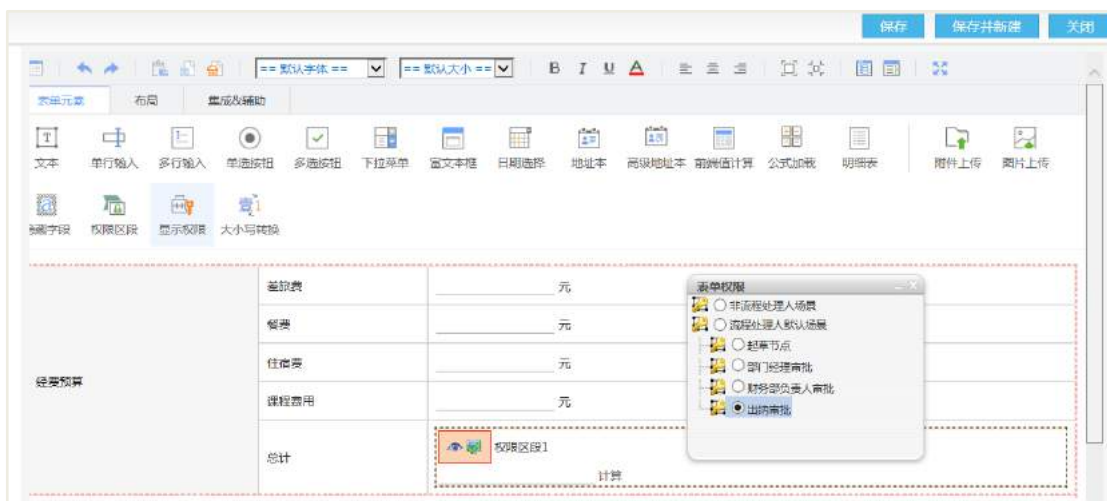 保存 保存并新建 关闭
== 默认字体 == == 默认大小 == B I U A
表单元素 布局 集成&辅助
文本 单行输入 多行输入 单选按钮 多选按钮 下拉菜单 富文本框 日期选择 地址本 高级地址本 前端值计算 公式加载 明细表 附件上传 图片上传
隐藏字段 权限区段 显示权限 大小写转换
经费预算
差旅费 元
餐费 元
住宿费 元
课程费用 元
总计 权限区段1
计算
表单权限
非流程处理人场景
流程处理人默认场景
起草节点
部门经理审批
财务部负责人审批
出纳审批